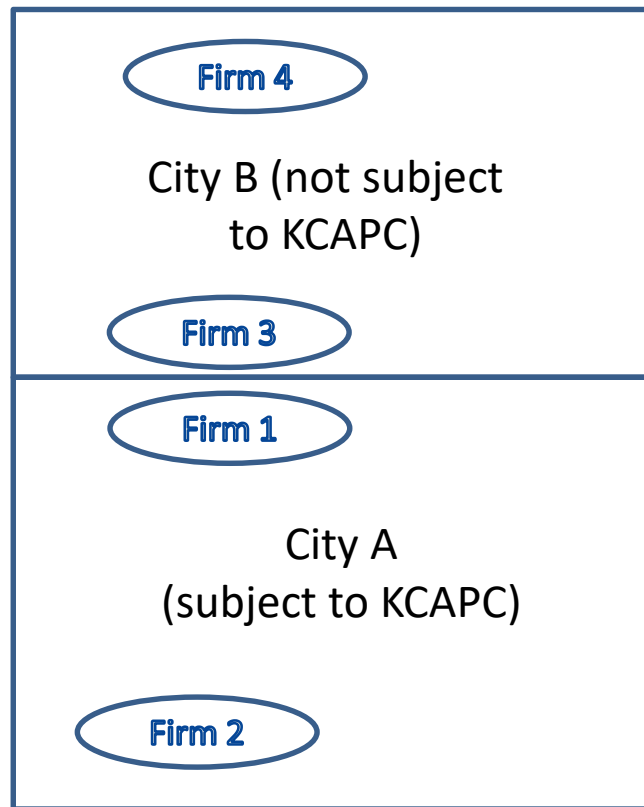 Firm 4
City B (not subject
to KCAPC)
Firm 3
Firm 1
City A
(subject to KCAPC)
Firm 2